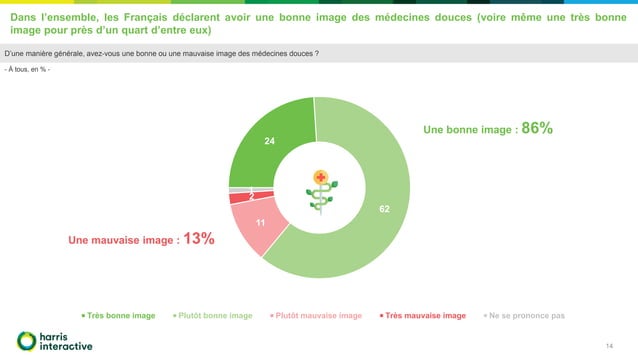 Dans l'ensemble, les Français déclarent avoir une bonne image des médecines douces (voire même une très bonne
image pour près d'un quart d'entre eux)
D'une manière générale, avez-vous une bonne ou une mauvaise image des médecines douces ?
- À tous, en % -
24
Une bonne image : 86%
2
62
11
Une mauvaise image : 13%
Très bonne image Plutôt bonne image Plutôt mauvaise image Très mauvaise image Ne se prononce pas
harris
interactive
14